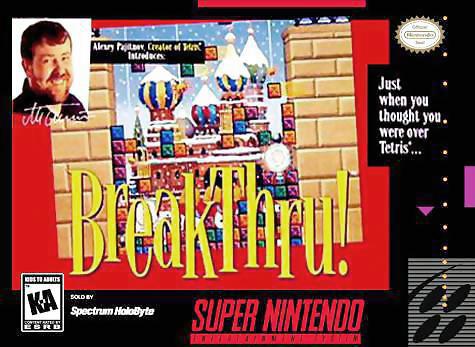 Alexey Pajitnov, Creator of Tetris®
Introduces:
Official
Nintendo
Seal
Just
when you
thought you
were over
Tetris®...
BreakThru!
KIDS TO ADULTS
KA
CONTENT RATED BY
ESRB
SOLD BY
Spectrum HoloByte
SUPER NINTENDO
ENTERTAINMENT SYSTEM